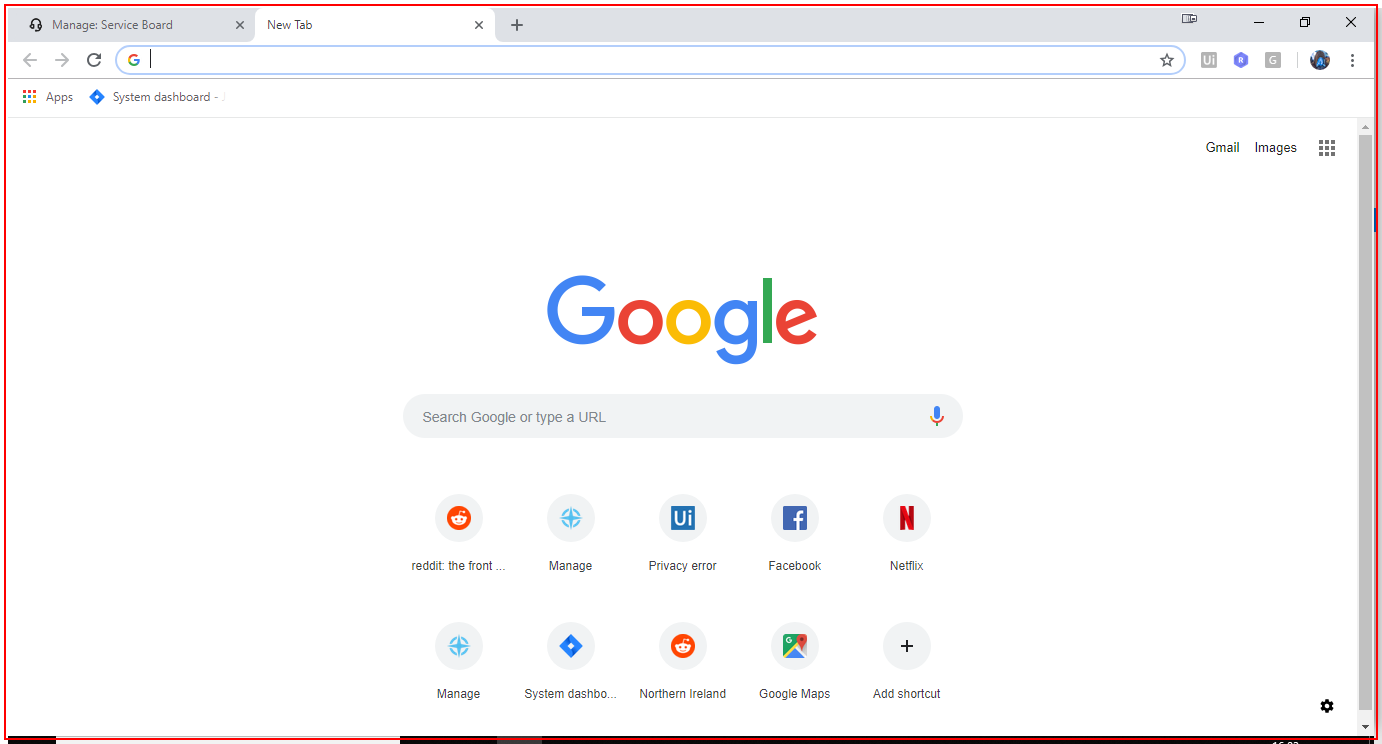 Manage: Service Board
New Tab
Ui
R
G
Apps
System dashboard -
Gmail
Images
Google
Search Google or type a URL
Ui
N
reddit: the front ...
Manage
Privacy error
Facebook
Netflix
G
Manage
System dashbo...
Northern Ireland
Google Maps
Add shortcut